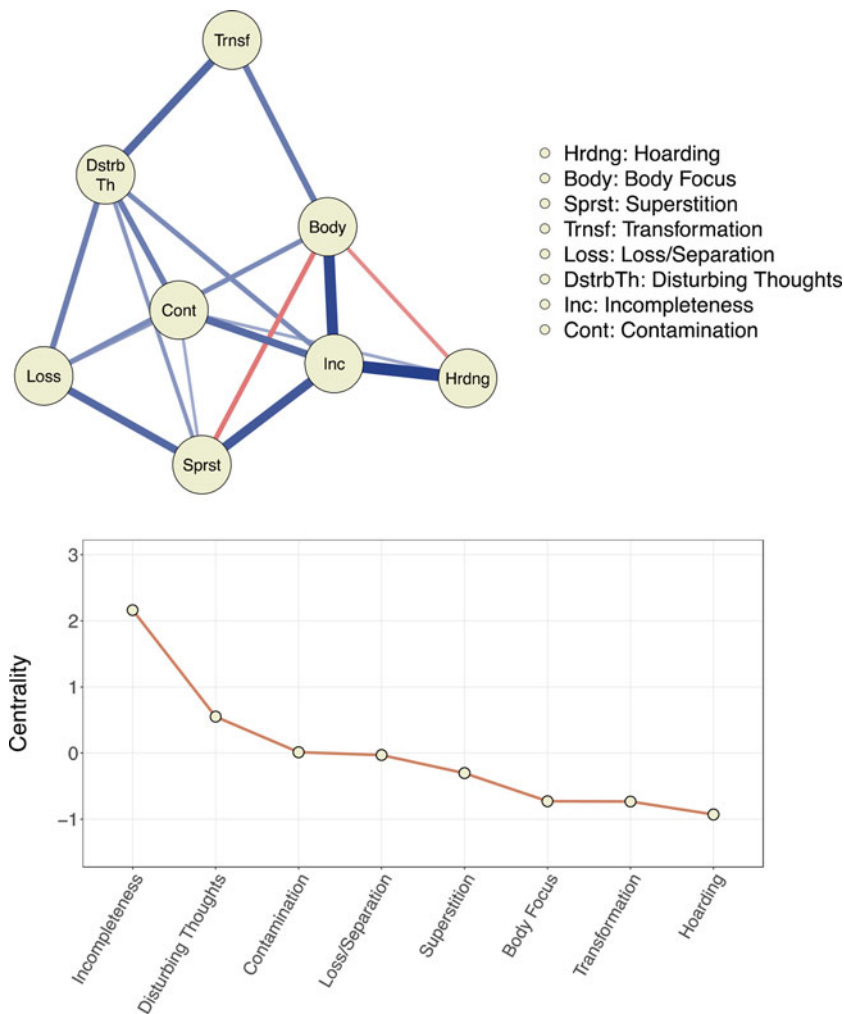 Trnsf
Dstrb
Th
Body
Cont
Inc
Loss
Hrdng
Sprst
Hrdng: Hoarding
Body: Body Focus
Sprst: Superstition
Trnsf: Transformation
Loss: Loss/Separation
DstrbTh: Disturbing Thoughts
Inc: Incompleteness
Cont: Contamination
3
2
1
0
−1
Centrality
Incompleteness
Disturbing Thoughts
Contamination
Loss/Separation
Superstition
Body Focus
Transformation
Hoarding